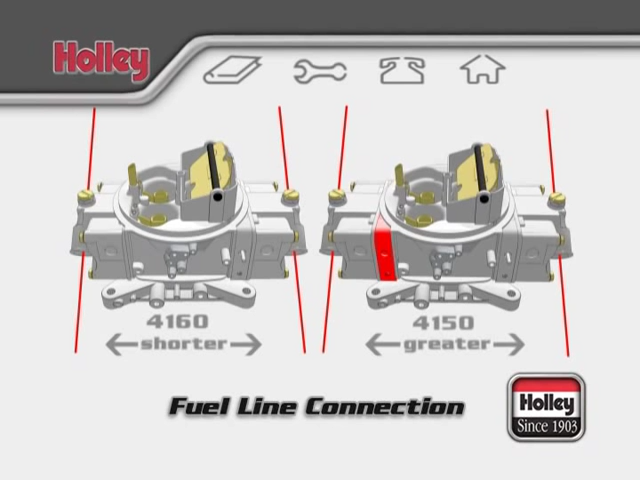 Holley
4160
shorter
4150
greater
Fuel Line Connection
Holley
Since 1903